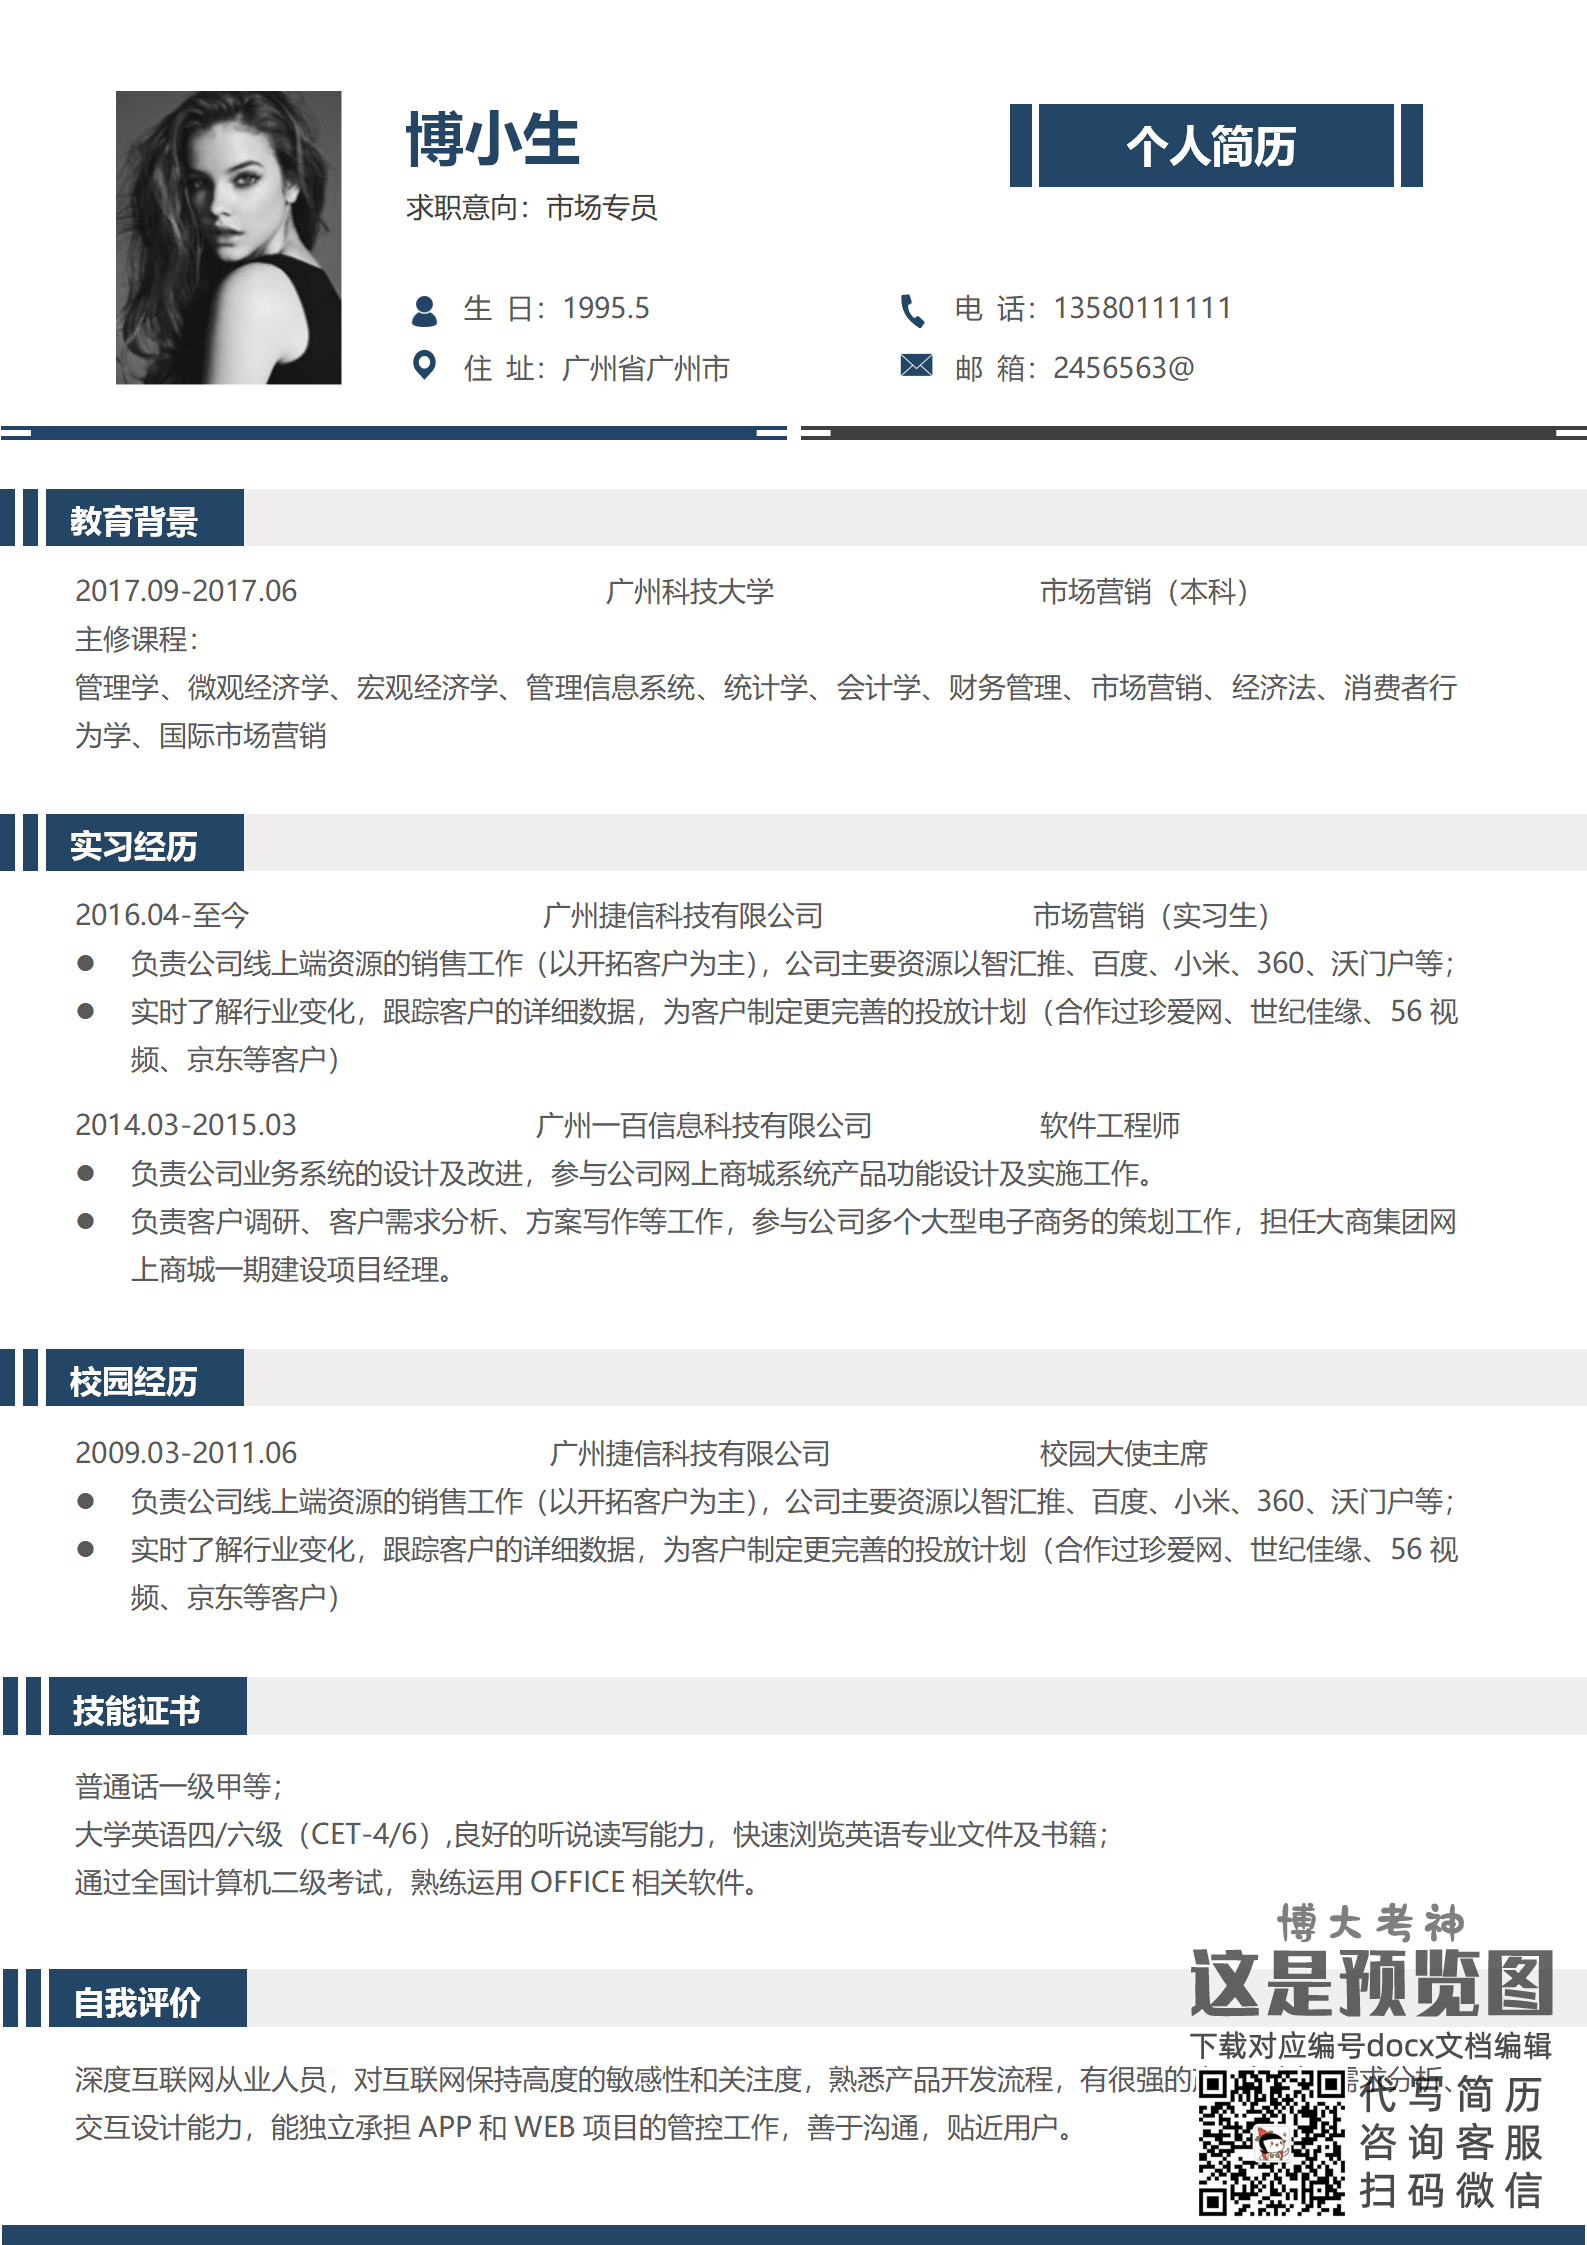 博小生
个人简历
求职意向：市场专员
生 日：1995.5
电 话：13580111111
住 址：广州省广州市
邮 箱：2456563@
教育背景
2017.09-2017.06 广州科技大学 市场营销（本科）
主修课程：
管理学、微观经济学、宏观经济学、管理信息系统、统计学、会计学、财务管理、市场营销、经济法、消费者行
为学、国际市场营销
实习经历
2016.04-至今 广州捷信科技有限公司 市场营销（实习生）
● 负责公司线上端资源的销售工作（以开拓客户为主），公司主要资源以智汇推、百度、小米、360、沃门户等；
● 实时了解行业变化，跟踪客户的详细数据，为客户制定更完善的投放计划（合作过珍爱网、世纪佳缘、56 视
频、京东等客户）
2014.03-2015.03 广州一百信息科技有限公司 软件工程师
● 负责公司业务系统的设计及改进，参与公司网上商城系统产品功能设计及实施工作。
● 负责客户调研、客户需求分析、方案写作等工作，参与公司多个大型电子商务的策划工作，担任大商集团网
上商城一期建设项目经理。
校园经历
2009.03-2011.06 广州捷信科技有限公司 校园大使主席
● 负责公司线上端资源的销售工作（以开拓客户为主），公司主要资源以智汇推、百度、小米、360、沃门户等；
● 实时了解行业变化，跟踪客户的详细数据，为客户制定更完善的投放计划（合作过珍爱网、世纪佳缘、56 视
频、京东等客户）
技能证书
普通话一级甲等；
大学英语四/六级（CET-4/6）,良好的听说读写能力，快速浏览英语专业文件及书籍；
通过全国计算机二级考试，熟练运用 OFFICE 相关软件。
自我评价
深度互联网从业人员，对互联网保持高度的敏感性和关注度，熟悉产品开发流程，有很强的 需求分析、
交互设计能力，能独立承担 APP 和 WEB 项目的管控工作，善于沟通，贴近用户。
博大考神
这是预览图
下载对应编号docx文档编辑
代写简历
咨询客服
扫码微信